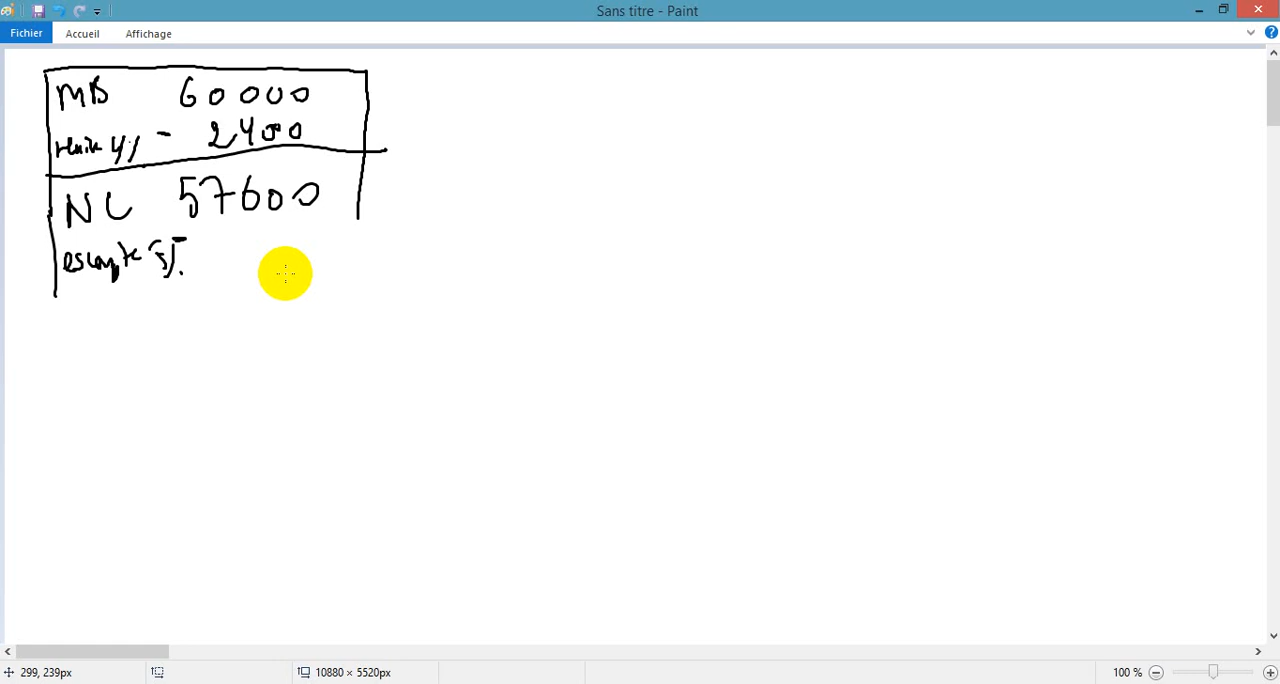 Sans titre - Paint
Fichier Accueil Affichage
MB 60000
remise 4% - 2400
NC 57600
escompte
299, 239px 10880 × 5520px 100 %